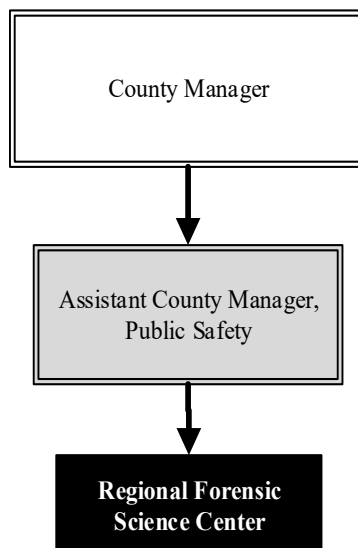 County Manager
Assistant County Manager,
Public Safety
Regional Forensic
Science Center